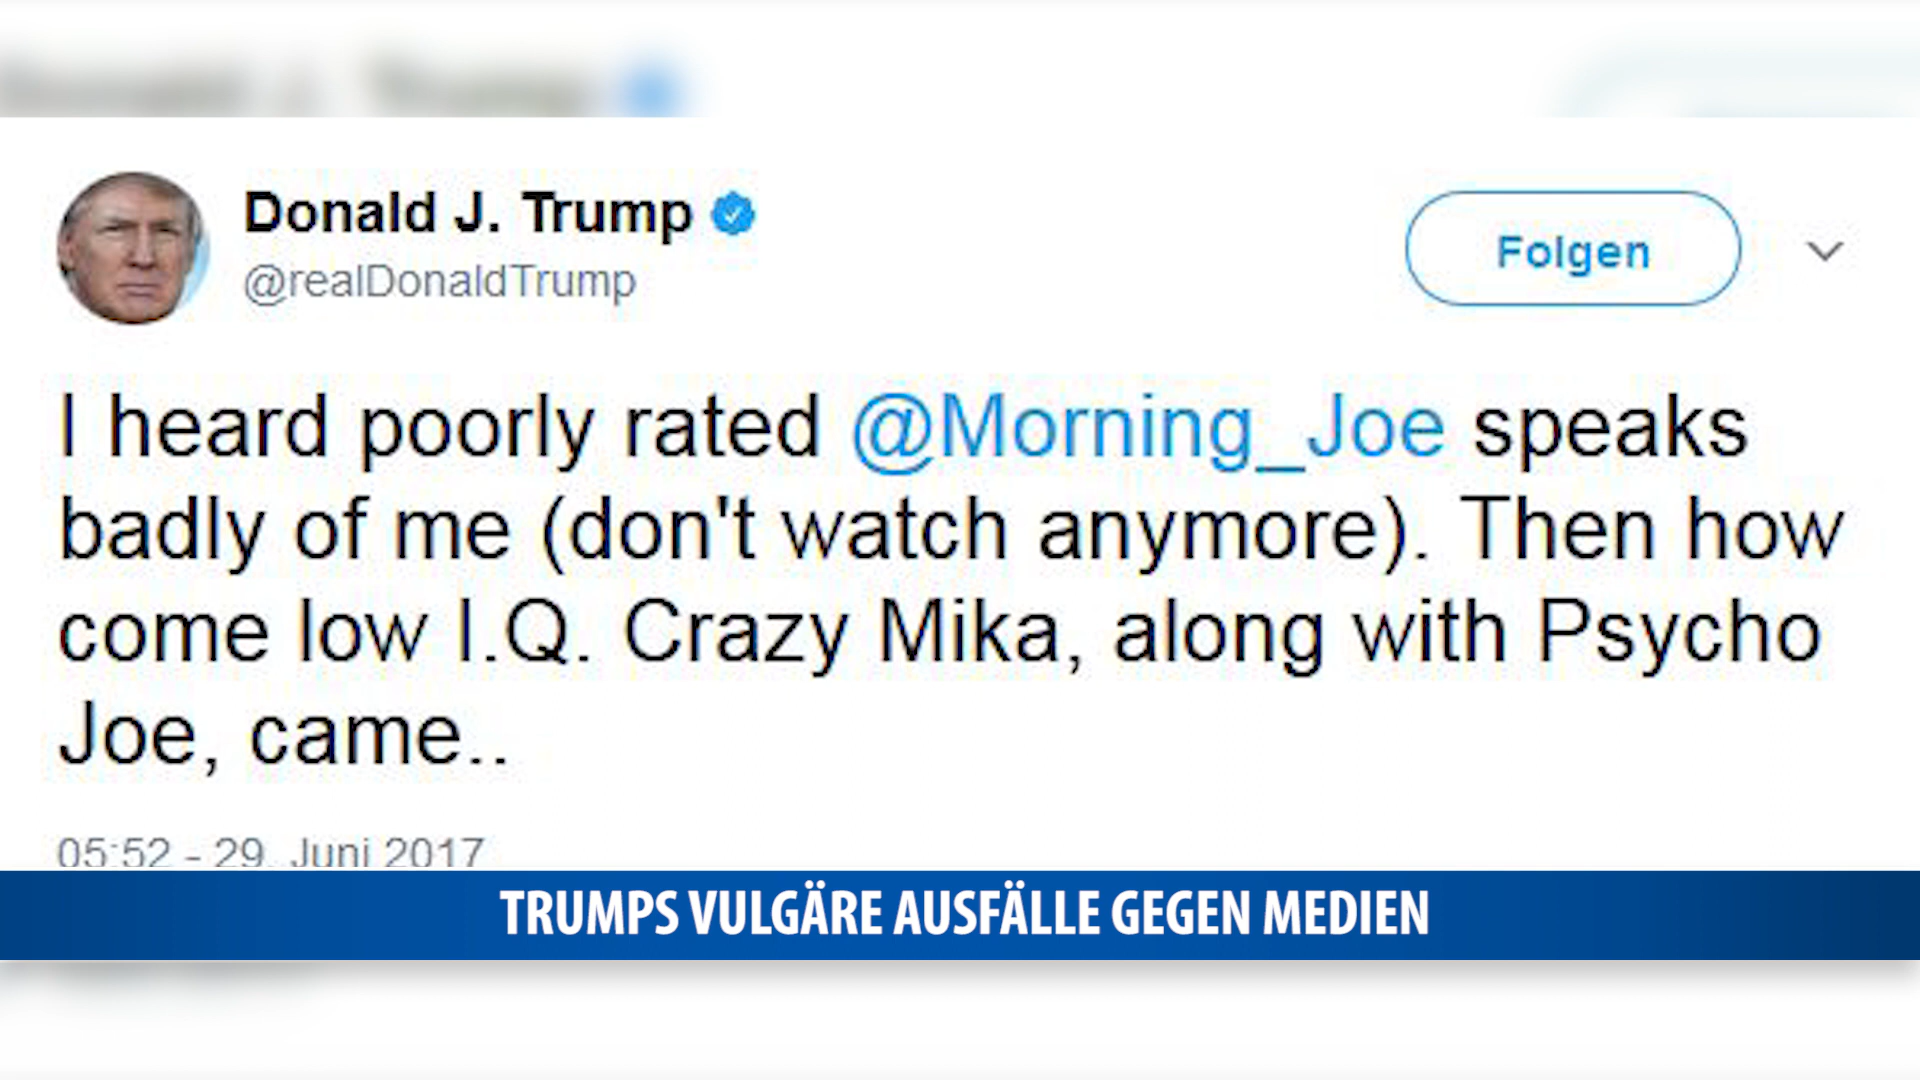 Donald J. Trump
@realDonaldTrump
Folgen
I heard poorly rated @Morning_Joe speaks
badly of me (don't watch anymore). Then how
come low I.Q. Crazy Mika, along with Psycho
Joe, came..
05:52 - 29. Juni 2017
TRUMPS VULGÄRE AUSFÄLLE GEGEN MEDIEN